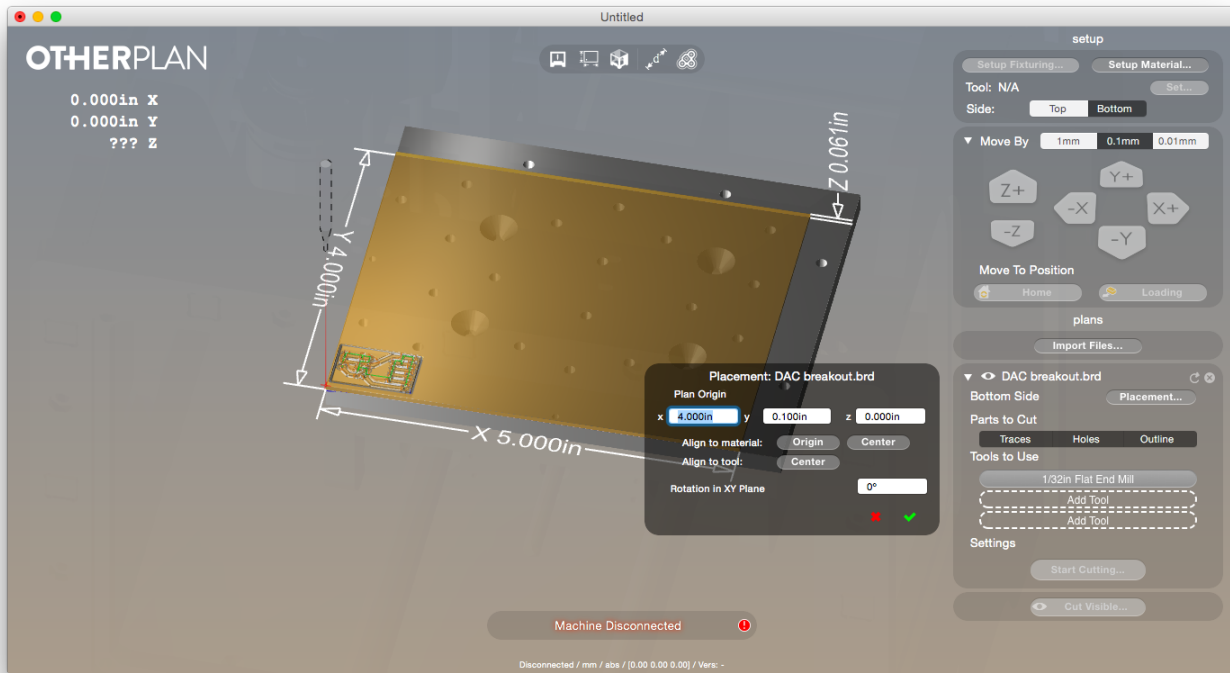 Untitled
OTHERPLAN
0.000in X
0.000in Y
??? Z
d
Y 4.000in
X 5.000in
Z 0.061in
setup
Setup Fixturing... Setup Material...
Tool: N/A Set...
Side: Top Bottom
Move By 1mm 0.1mm 0.01mm
Z+ Y+
-X X+
-Z -Y
Move To Position
Home Loading
plans
Import Files...
DAC breakout.brd
Bottom Side Placement...
Parts to Cut
Traces Holes Outline
Tools to Use
1/32in Flat End Mill
Add Tool
Add Tool
Settings
Start Cutting...
Cut Visible...
Placement: DAC breakout.brd
Plan Origin
x 4.000in y 0.100in z 0.000in
Align to material: Origin Center
Align to tool: Center
Rotation in XY Plane 0°
Machine Disconnected !
Disconnected / mm / abs / [0.00 0.00 0.00] / Vers: -